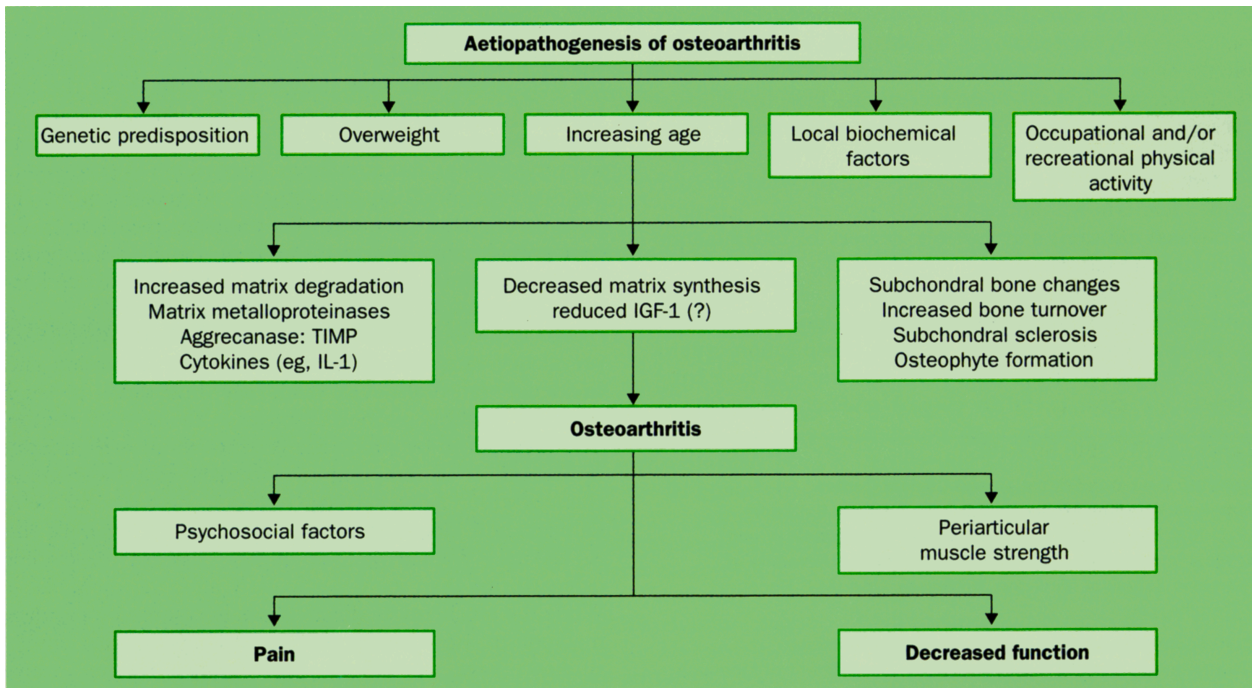 Aetiopathogenesis of osteoarthritis
Genetic predisposition
Overweight
Increasing age
Local biochemical
factors
Occupational and/or
recreational physical
activity
Increased matrix degradation
Matrix metalloproteinases
Aggrecanase: TIMP
Cytokines (eg, IL-1)
Decreased matrix synthesis
reduced IGF-1 (?)
Subchondral bone changes
Increased bone turnover
Subchondral sclerosis
Osteophyte formation
Osteoarthritis
Psychosocial factors
Periarticular
muscle strength
Pain
Decreased function